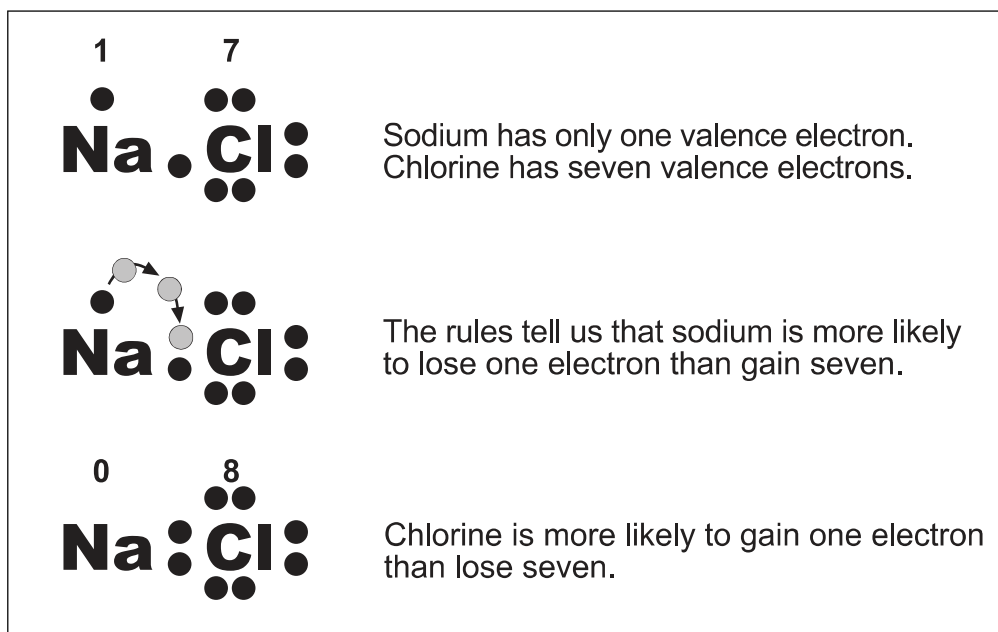 1 7
Na Cl
Sodium has only one valence electron.
Chlorine has seven valence electrons.
Na Cl
The rules tell us that sodium is more likely
to lose one electron than gain seven.
0 8
Na Cl
Chlorine is more likely to gain one electron
than lose seven.